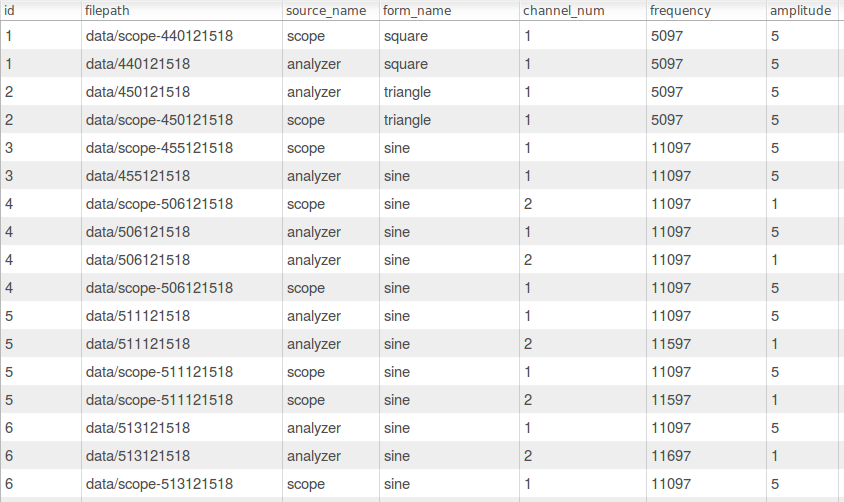 id filepath source_name form_name channel_num frequency amplitude
1 data/scope-440121518 scope square 1 5097 5
1 data/440121518 analyzer square 1 5097 5
2 data/450121518 analyzer triangle 1 5097 5
2 data/scope-450121518 scope triangle 1 5097 5
3 data/scope-455121518 scope sine 1 11097 5
3 data/455121518 analyzer sine 1 11097 5
4 data/scope-506121518 scope sine 2 11097 1
4 data/506121518 analyzer sine 1 11097 5
4 data/506121518 analyzer sine 2 11097 1
4 data/scope-506121518 scope sine 1 11097 5
5 data/511121518 analyzer sine 1 11097 5
5 data/511121518 analyzer sine 2 11597 1
5 data/scope-511121518 scope sine 1 11097 5
5 data/scope-511121518 scope sine 2 11597 1
6 data/513121518 analyzer sine 1 11097 5
6 data/513121518 analyzer sine 2 11697 1
6 data/scope-513121518 scope sine 1 11097 5